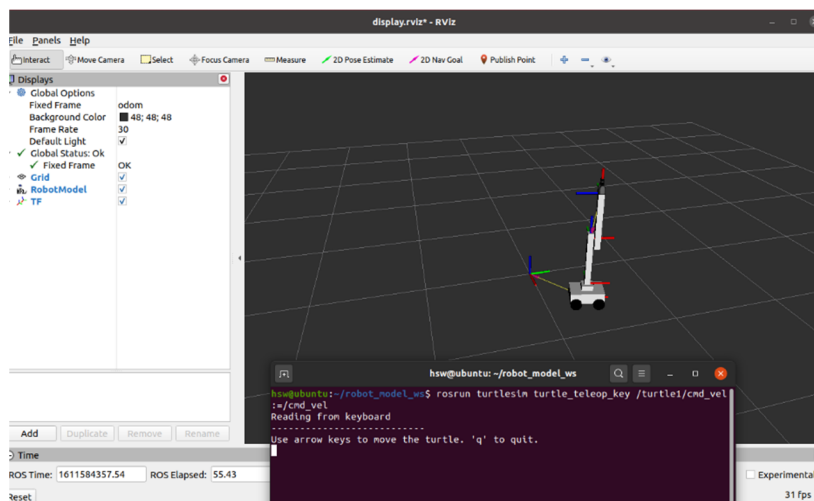 display.rviz* - RViz
File Panels Help
Interact Move Camera Select Focus Camera Measure 2D Pose Estimate 2D Nav Goal Publish Point
Displays
Global Options
Fixed Frame odom
Background Color 48; 48; 48
Frame Rate 30
Default Light
Global Status: Ok
Fixed Frame OK
Grid
RobotModel
TF
hsw@ubuntu: ~/robot_model_ws
hsw@ubuntu:~/robot_model_ws$ rosrun turtlesim turtle_teleop_key /turtle1/cmd_vel
:=/cmd_vel
Reading from keyboard
---------------------------
Use arrow keys to move the turtle. 'q' to quit.
Add Duplicate Remove Rename
Time
ROS Time: 1611584357.54 ROS Elapsed: 55.43 Experimental
Reset 31 fps